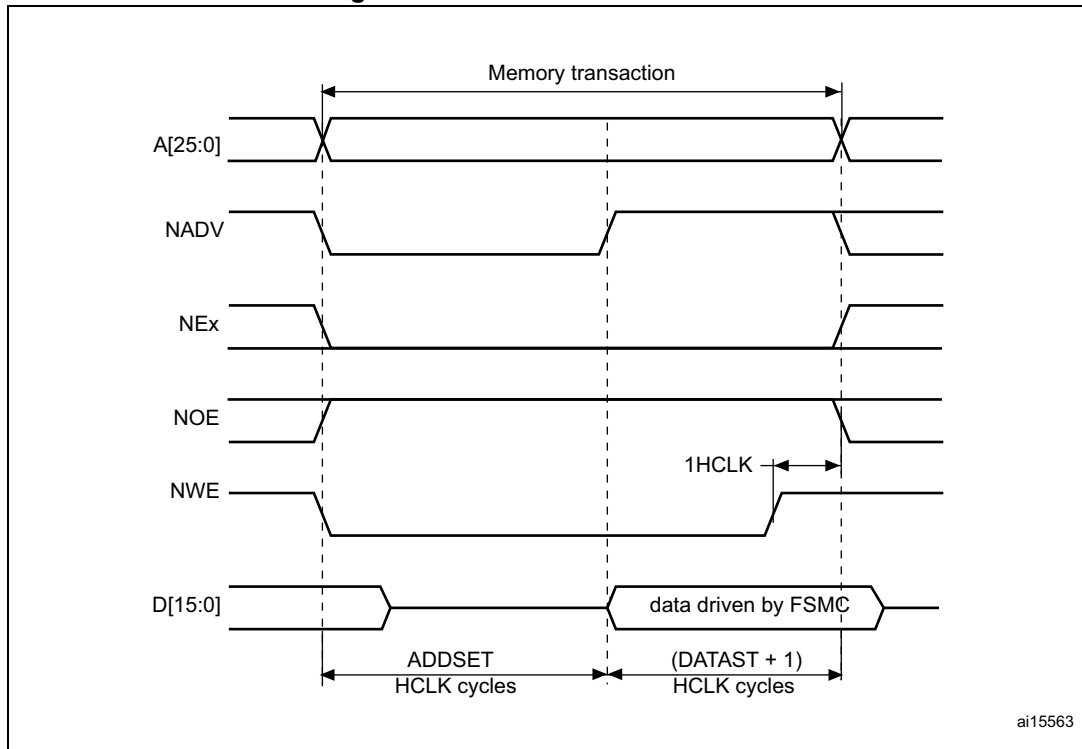 Memory transaction
A[25:0]
NADV
NEx
NOE
1HCLK
NWE
D[15:0]
data driven by FSMC
ADDSET
HCLK cycles
(DATAST + 1)
HCLK cycles
ai15563